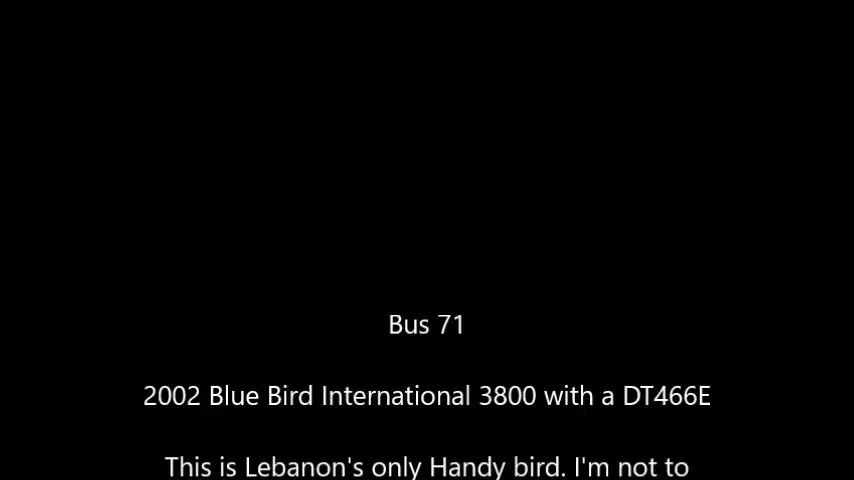 Bus 71
2002 Blue Bird International 3800 with a DT466E
This is Lebanon's only Handy bird. I'm not to